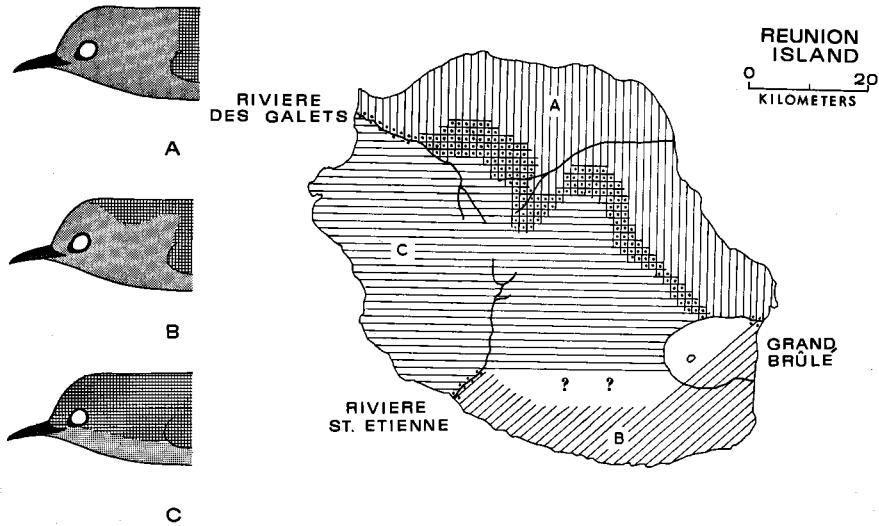 A
B
C
REUNION
ISLAND
0 20
KILOMETERS
RIVIERE
DES GALETS
A
C
GRAND
BRÛLÉ
RIVIERE
ST. ETIENNE
? ?
B